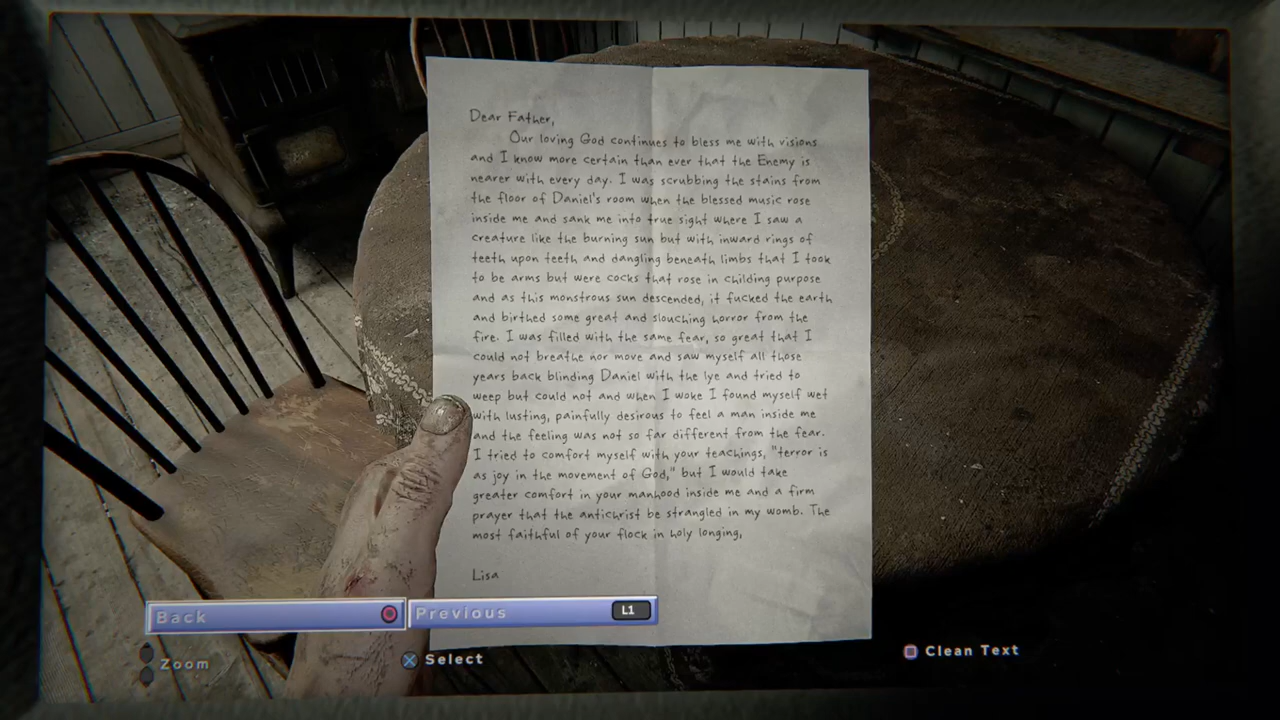 Dear Father,
Our loving God continues to bless me with visions
and I know more certain than ever that the Enemy is
nearer with every day. I was scrubbing the stains from
the floor of Daniel's room when the blessed music rose
inside me and sank me into true sight where I saw a
creature like the burning sun but with inward rings of
teeth upon teeth and dangling beneath limbs that I took
to be arms but were cocks that rose in childing purpose
and as this monstrous sun descended, it fucked the earth
and birthed some great and slouching horror from the
fire. I was filled with the same fear, so great that I
could not breathe nor move and saw myself all those
years back blinding Daniel with the lye and tried to
weep but could not and when I woke I found myself wet
with lusting, painfully desirous to feel a man inside me
and the feeling was not so far different from the fear.
I tried to comfort myself with your teachings, "terror is
as joy in the movement of God," but I would take
greater comfort in your manhood inside me and a firm
prayer that the antichrist be strangled in my womb. The
most faithful of your flock in holy longing,
Lisa
Back
Previous L1
Zoom
Select
Clean Text